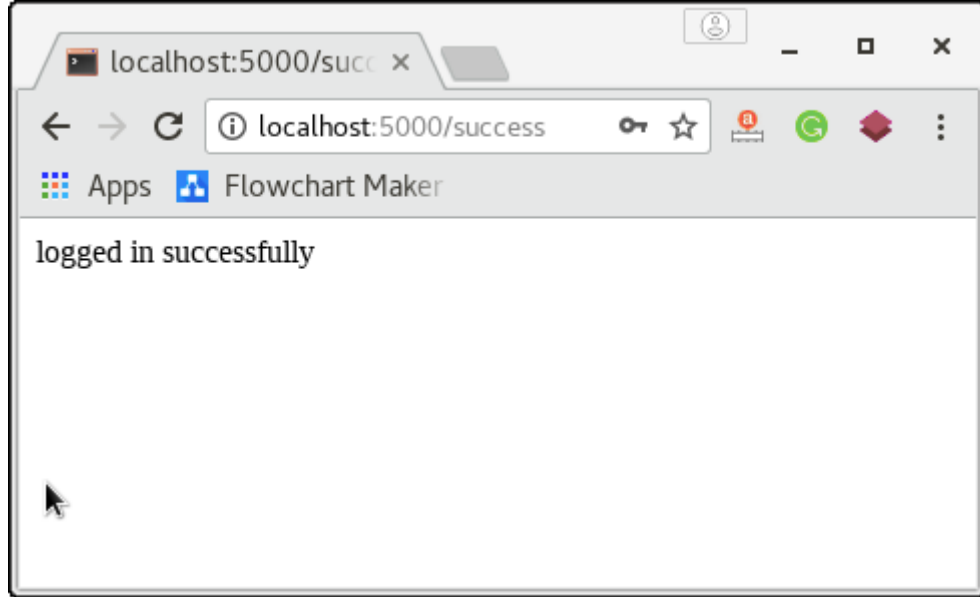 localhost:5000/succ
localhost:5000/success
Apps Flowchart Maker
logged in successfully